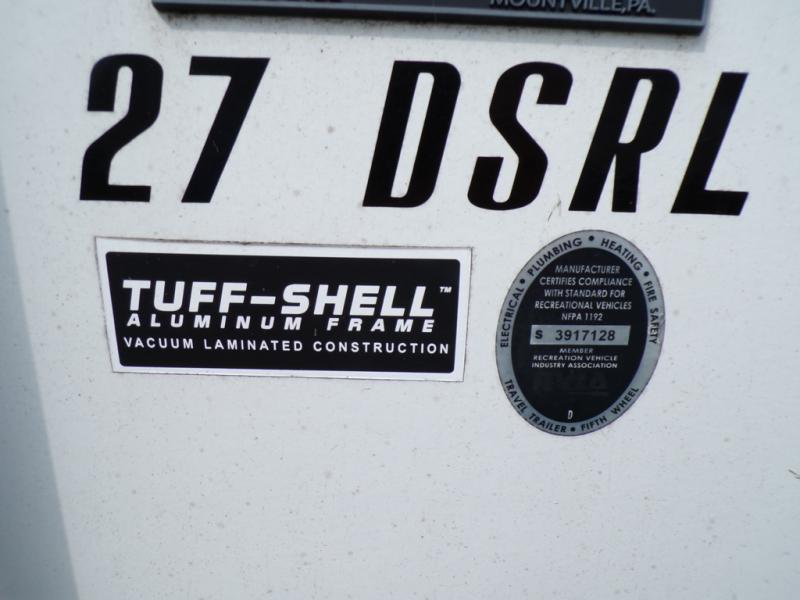 MOUNTVILLE, PA.
27 DSRL
TUFF-SHELL™
ALUMINUM FRAME
VACUUM LAMINATED CONSTRUCTION
ELECTRICAL • PLUMBING • HEATING • FIRE SAFETY
MANUFACTURER
CERTIFIES COMPLIANCE
WITH STANDARD FOR
RECREATIONAL VEHICLES
NFPA 1192
S 3917128
MEMBER
RECREATION VEHICLE
INDUSTRY ASSOCIATION
RVIA
D
TRAVEL TRAILER • FIFTH WHEEL